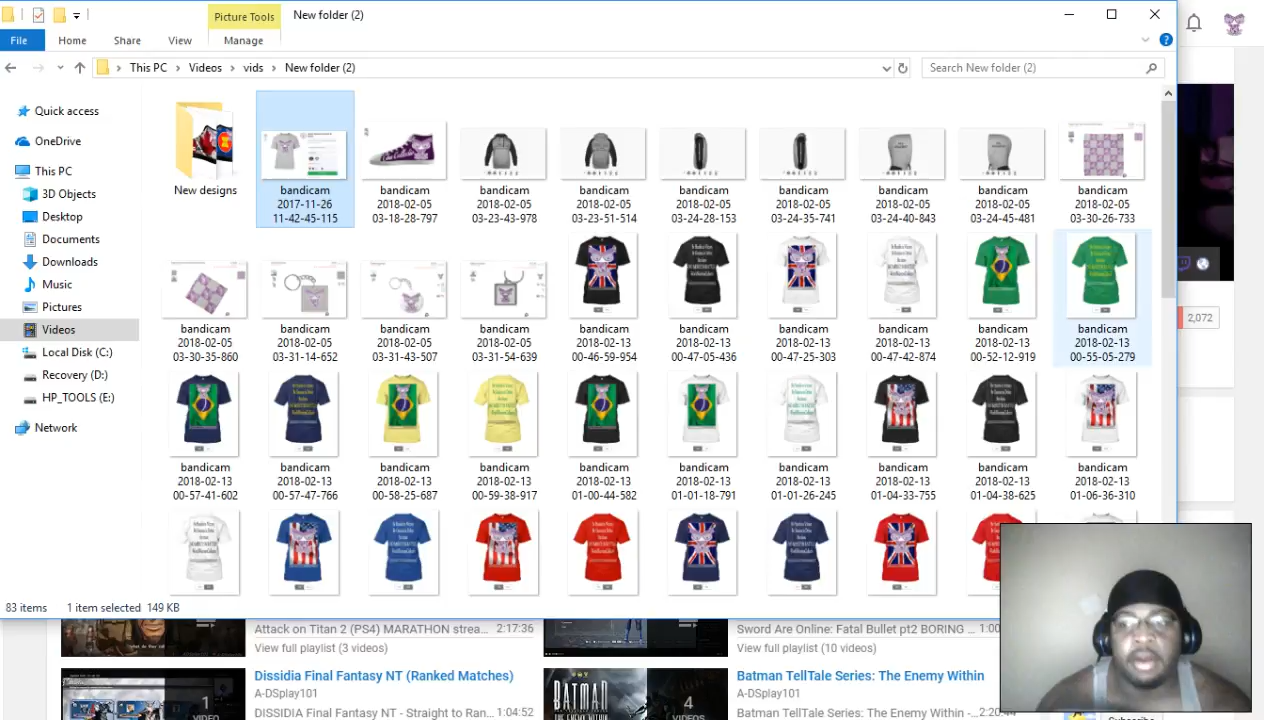 Picture Tools
New folder (2)
File
Home
Share
View
Manage
This PC
Videos
vids
New folder (2)
Search New folder (2)
Quick access
OneDrive
This PC
3D Objects
Desktop
Documents
Downloads
Music
Pictures
Videos
Local Disk (C:)
Recovery (D:)
HP_TOOLS (E:)
Network
New designs
bandicam
2017-11-26
11-42-45-115
bandicam
2018-02-05
03-18-28-797
bandicam
2018-02-05
03-23-43-978
bandicam
2018-02-05
03-23-51-514
bandicam
2018-02-05
03-24-28-153
bandicam
2018-02-05
03-24-35-741
bandicam
2018-02-05
03-24-40-843
bandicam
2018-02-05
03-24-45-481
bandicam
2018-02-05
03-30-26-733
bandicam
2018-02-05
03-30-35-860
bandicam
2018-02-05
03-31-14-652
bandicam
2018-02-05
03-31-43-507
bandicam
2018-02-05
03-31-54-639
bandicam
2018-02-13
00-46-59-954
bandicam
2018-02-13
00-47-05-436
bandicam
2018-02-13
00-47-25-303
bandicam
2018-02-13
00-47-42-874
bandicam
2018-02-13
00-52-12-919
bandicam
2018-02-13
00-55-05-279
bandicam
2018-02-13
00-57-41-602
bandicam
2018-02-13
00-57-47-766
bandicam
2018-02-13
00-58-25-687
bandicam
2018-02-13
00-59-38-917
bandicam
2018-02-13
01-00-44-582
bandicam
2018-02-13
01-01-18-791
bandicam
2018-02-13
01-01-26-245
bandicam
2018-02-13
01-04-33-755
bandicam
2018-02-13
01-04-38-625
bandicam
2018-02-13
01-06-36-310
83 items
1 item selected 149 KB
2,072
Attack on Titan 2 (PS4) MARATHON strea...
2:17:36
View full playlist (3 videos)
Sword Are Online: Fatal Bullet pt2 BORING ...
1:00
View full playlist (10 videos)
1
VIDEO
Dissidia Final Fantasy NT (Ranked Matches)
A-DSplay101
DISSIDIA Final Fantasy NT - Straight to Ran...
1:04:52
BATMAN
4
VIDEOS
Batman TellTale Series: The Enemy Within
A-DSplay101
Batman TellTale Series: The Enemy Within -...
2:20:44
Subscribe